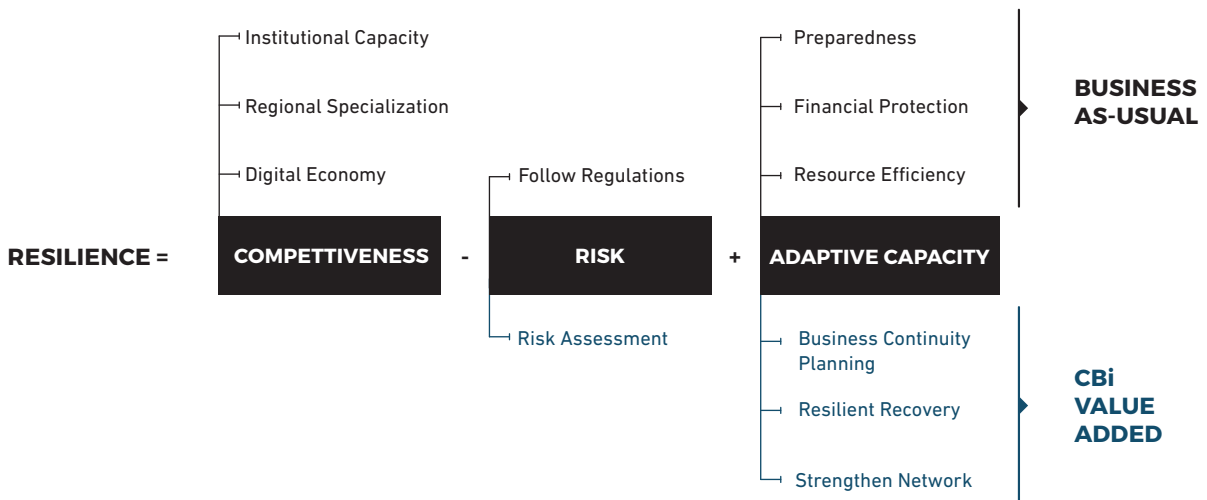 Institutional Capacity
Regional Specialization
Digital Economy
Follow Regulations
Preparedness
Financial Protection
Resource Efficiency
BUSINESS
AS-USUAL
RESILIENCE =
COMPETTIVENESS
-
RISK
+
ADAPTIVE CAPACITY
Risk Assessment
Business Continuity
Planning
Resilient Recovery
Strengthen Network
CBi
VALUE
ADDED